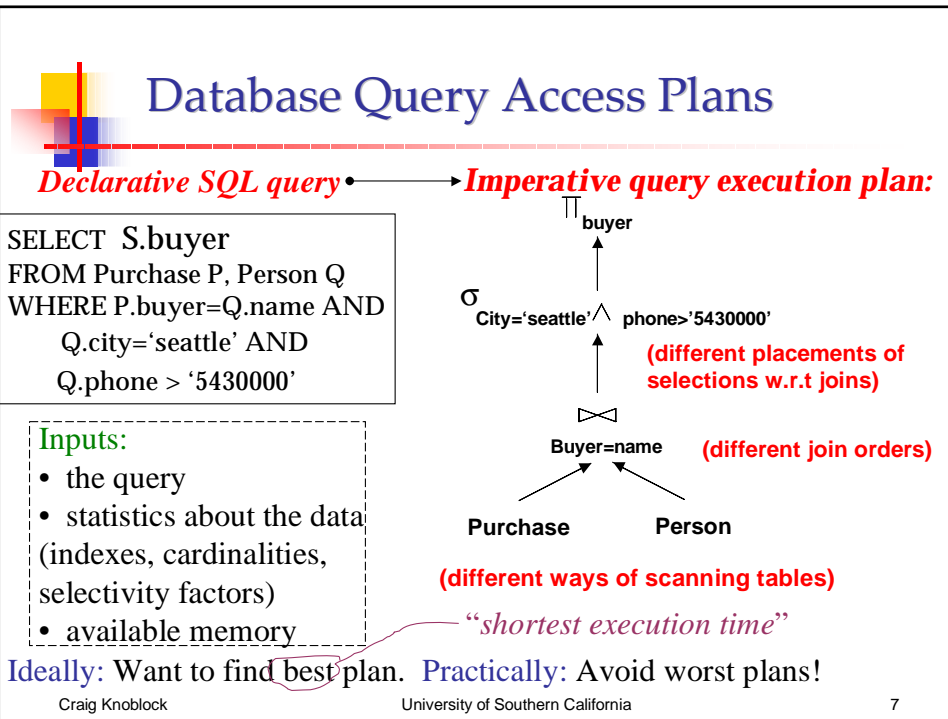 Database Query Access Plans
Declarative SQL query
Imperative query execution plan:
SELECT S.buyer
FROM Purchase P, Person Q
WHERE P.buyer=Q.name AND
Q.city=‘seattle’ AND
Q.phone > ‘5430000’
Inputs:
• the query
• statistics about the data
(indexes, cardinalities,
selectivity factors)
• available memory
∏ buyer
σ City='seattle' ∧ phone>'5430000'
(different placements of
selections w.r.t joins)
⋈
Buyer=name
(different join orders)
Purchase Person
(different ways of scanning tables)
“shortest execution time”
Ideally: Want to find best plan. Practically: Avoid worst plans!
Craig Knoblock University of Southern California 7